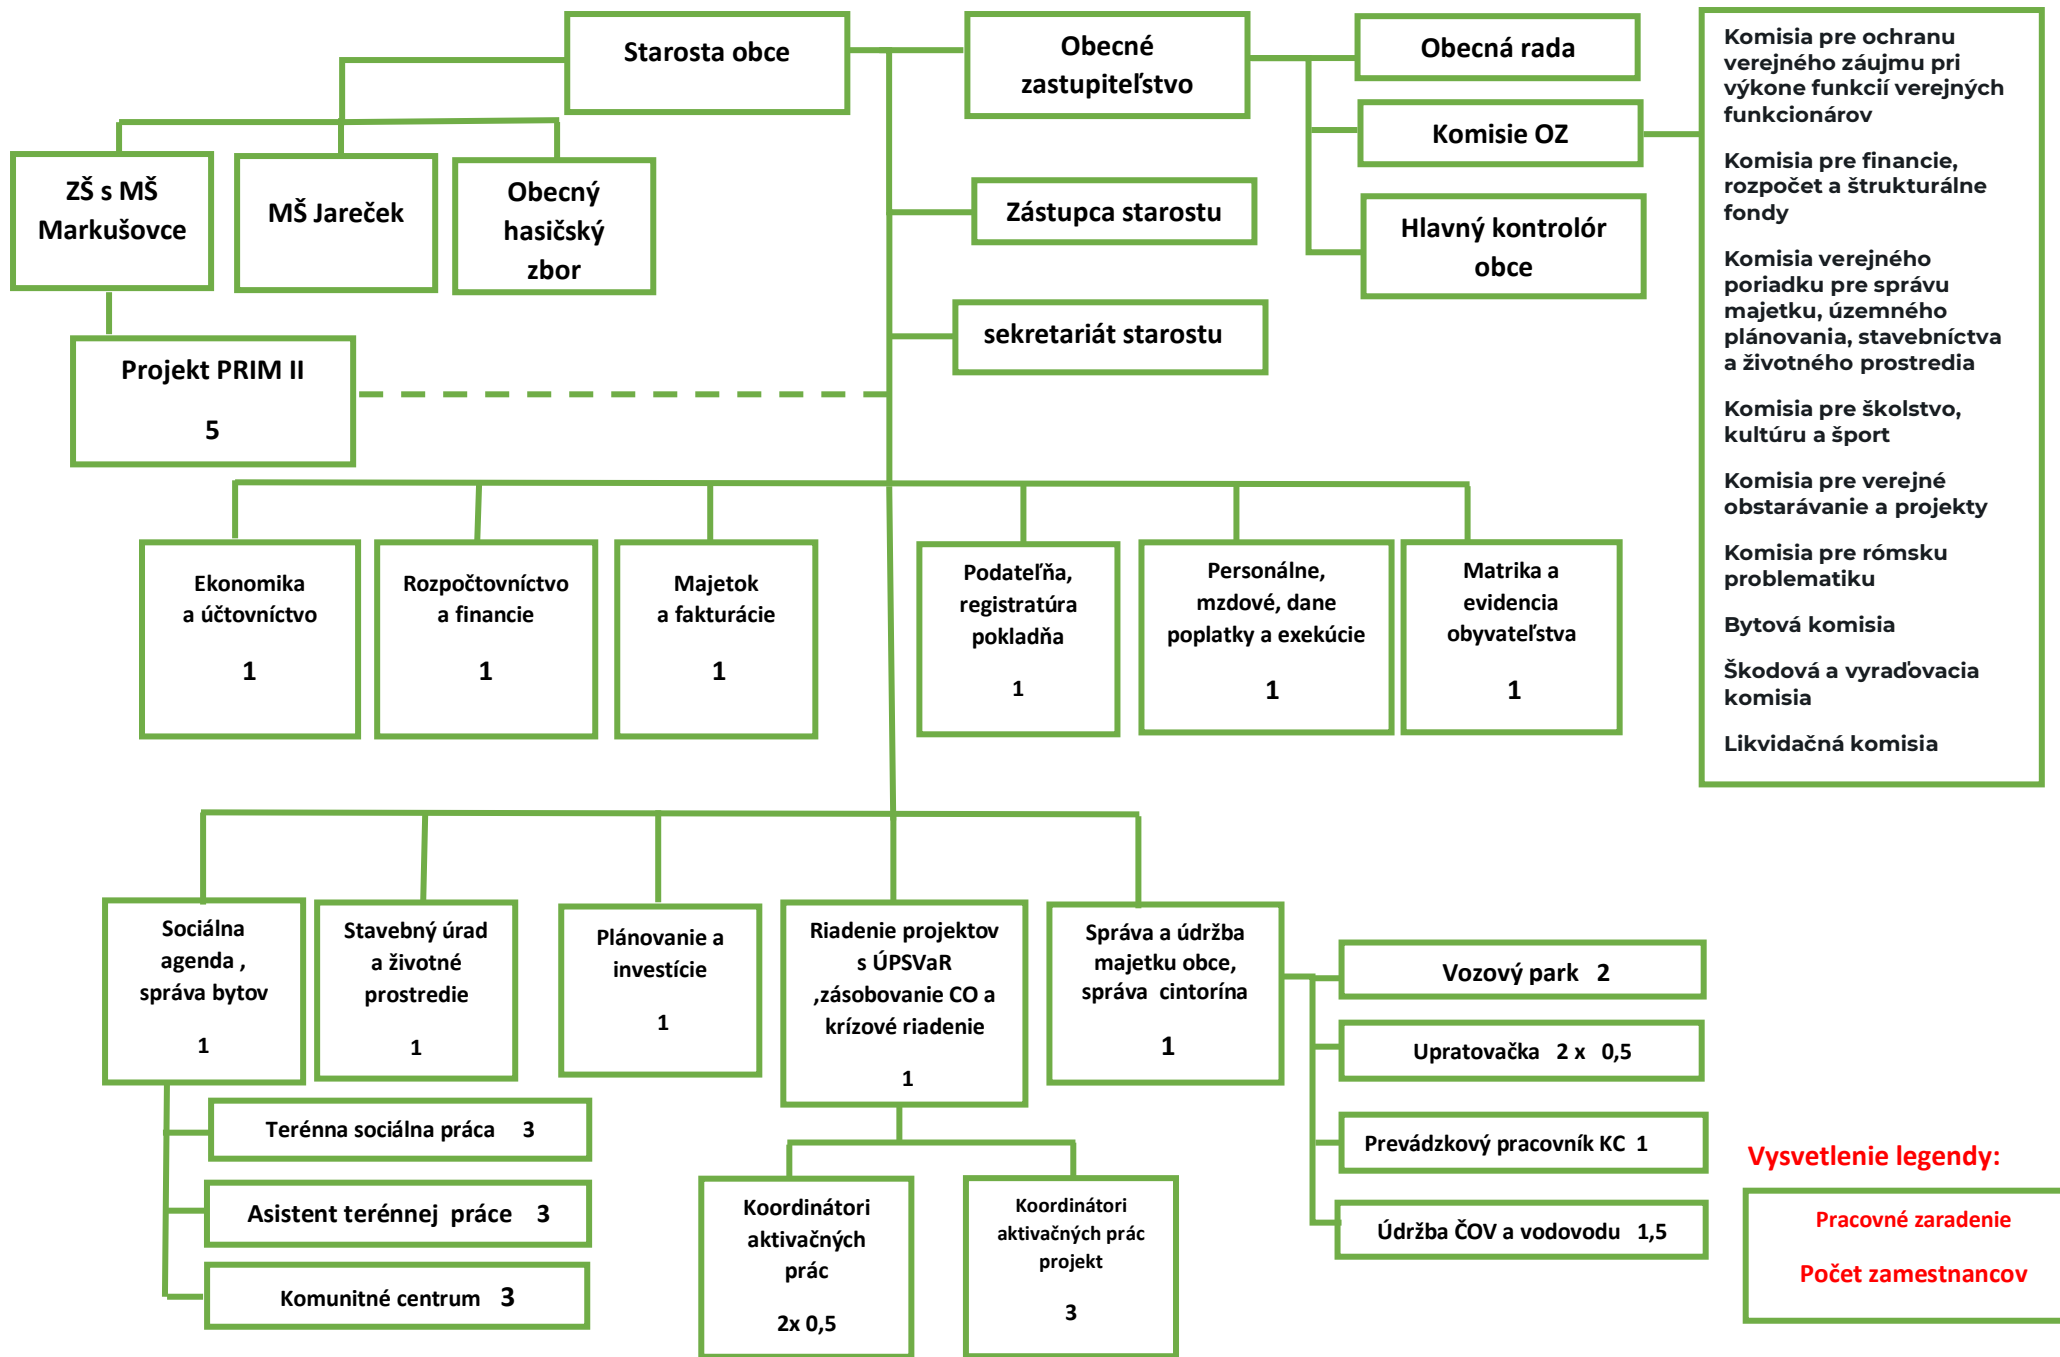 Starosta obce
Obecné
zastupiteľstvo
Obecná rada
Komisie OZ
Hlavný kontrolór
obce
Komisia pre ochranu
verejného záujmu pri
výkone funkcií verejných
funkcionárov
Komisia pre financie,
rozpočet a štrukturálne
fondy
Komisia verejného
poriadku pre správu
majetku, územného
plánovania, stavebníctva
a životného prostredia
Komisia pre školstvo,
kultúru a šport
Komisia pre verejné
obstarávanie a projekty
Komisia pre rómsku
problematiku
Bytová komisia
Škodová a vyraďovacia
komisia
Likvidačná komisia
ZŠ s MŠ
Markušovce
MŠ Jareček
Obecný
hasičský
zbor
Zástupca starostu
sekretariát starostu
Projekt PRIM II
5
Ekonomika
a účtovníctvo
1
Rozpočtovníctvo
a financie
1
Majetok
a fakturácie
1
Podateľňa,
registratúra
pokladňa
1
Personálne,
mzdové, dane
poplatky a exekúcie
1
Matrika a
evidencia
obyvateľstva
1
Sociálna
agenda ,
správa bytov
1
Stavebný úrad
a životné
prostredie
1
Plánovanie a
investície
1
Riadenie projektov
s ÚPSVaR
,zásobovanie CO a
krízové riadenie
1
Správa a údržba
majetku obce,
správa cintorína
1
Vozový park 2
Upratovačka 2 x 0,5
Prevádzkový pracovník KC 1
Údržba ČOV a vodovodu 1,5
Terénna sociálna práca 3
Asistent terénnej práce 3
Komunitné centrum 3
Koordinátori
aktivačných
prác
2x 0,5
Koordinátori
aktivačných prác
projekt
3
Vysvetlenie legendy:
Pracovné zaradenie
Počet zamestnancov